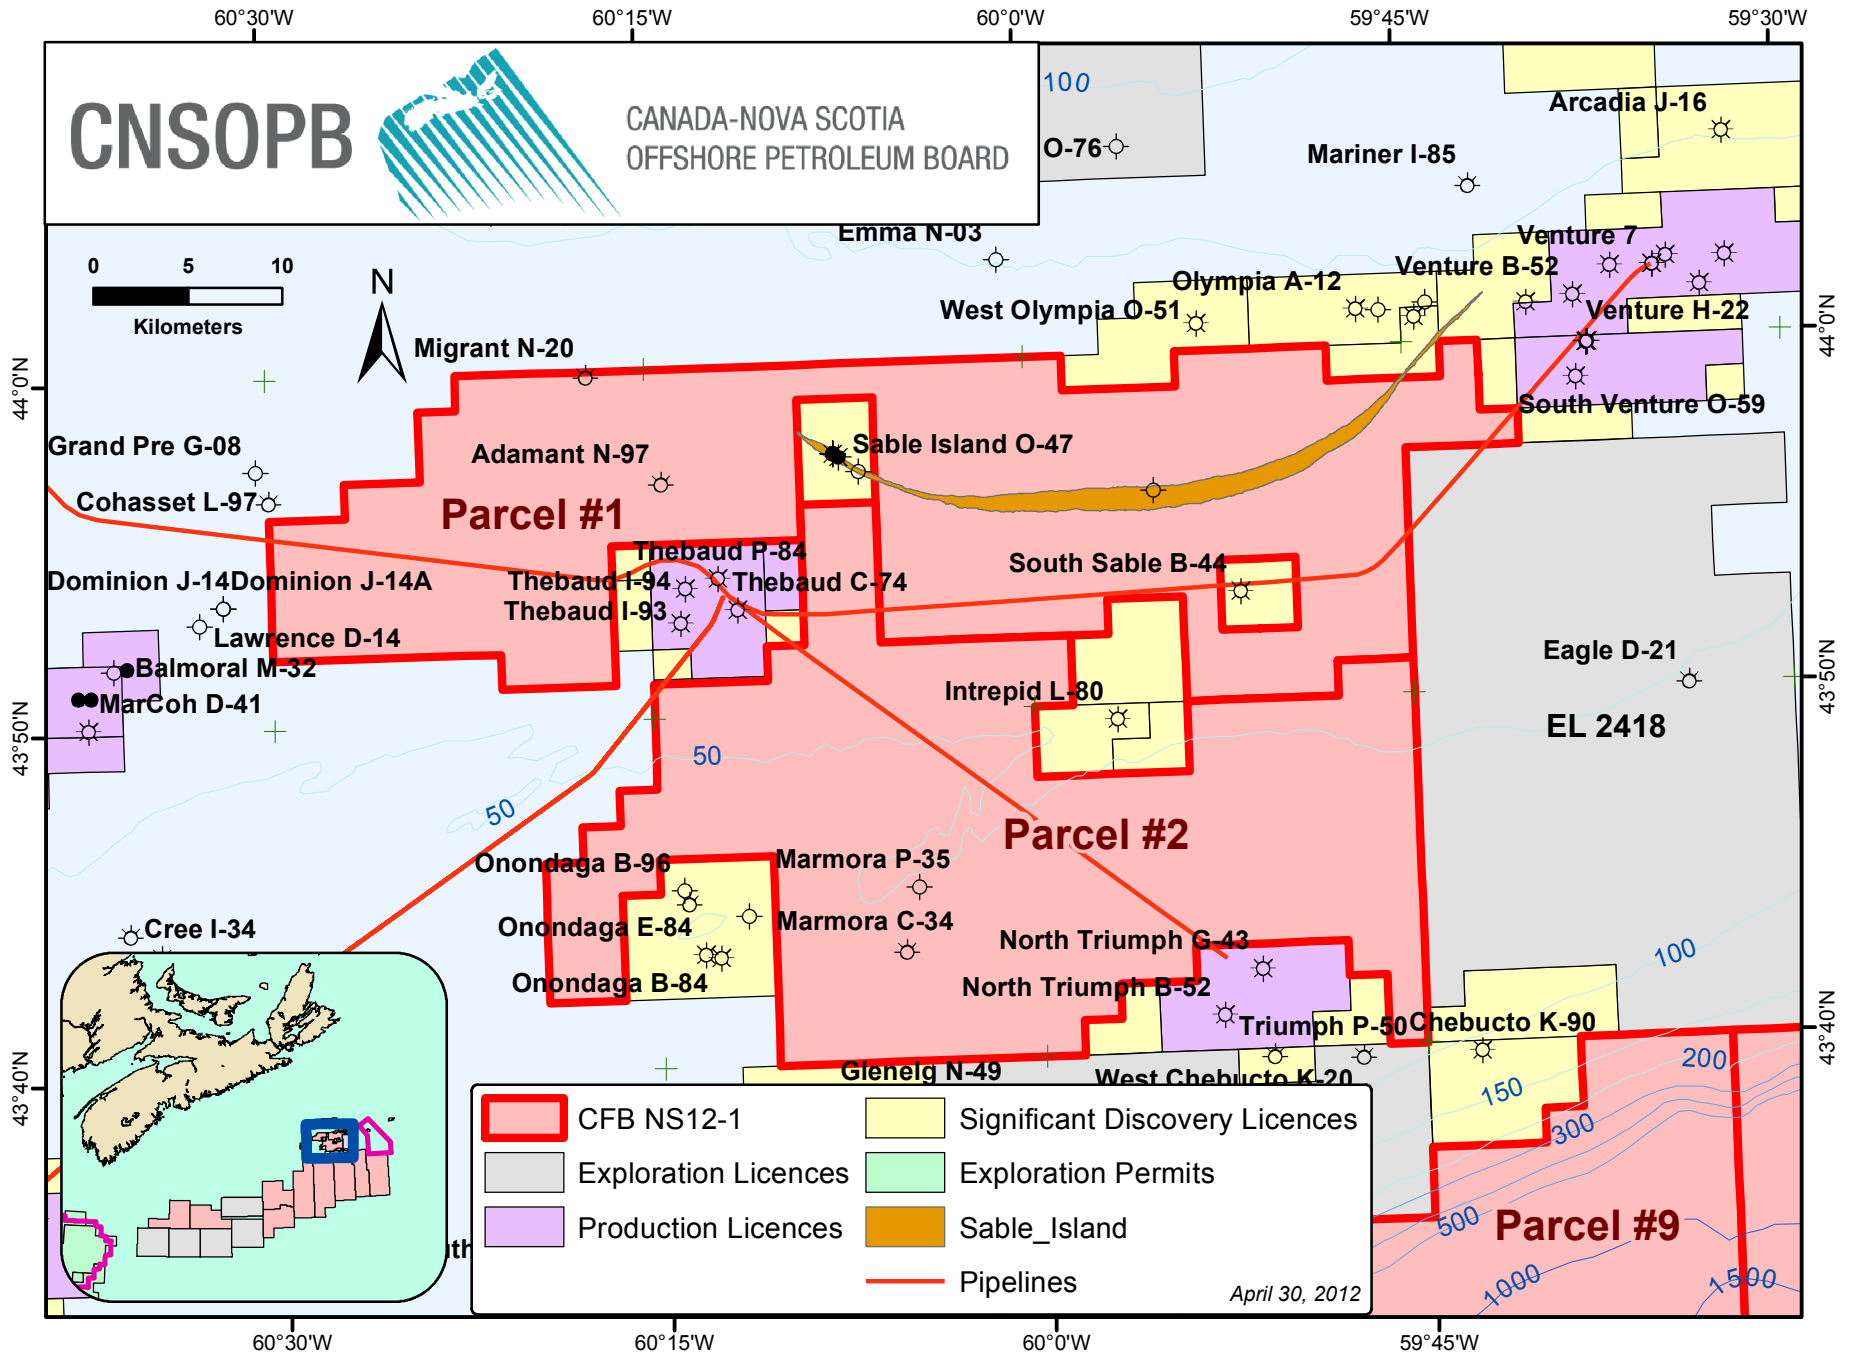 60°30'W
60°15'W
60°0'W
59°45'W
59°30'W
CNSOPB
CANADA-NOVA SCOTIA
OFFSHORE PETROLEUM BOARD
100
O-76
Arcadia J-16
Mariner I-85
Emma N-03
Venture 7
Venture B-52
Olympia A-12
West Olympia O-51
Venture H-22
0 5 10
Kilometers
N
Migrant N-20
44°0'N
44°0'N
South Venture O-59
Grand Pre G-08
Adamant N-97
Sable Island O-47
Cohasset L-97
Parcel #1
Thebaud P-84
Dominion J-14
Dominion J-14A
Thebaud I-94
Thebaud C-74
South Sable B-44
Thebaud I-93
Lawrence D-14
Balmoral M-32
Eagle D-21
MarCoh D-41
Intrepid L-80
EL 2418
43°50'N
43°50'N
50
50
Parcel #2
Onondaga B-96
Marmora P-35
Onondaga E-84
Marmora C-34
Cree I-34
North Triumph G-43
100
Onondaga B-84
North Triumph B-52
Triumph P-50
Chebucto K-90
43°40'N
43°40'N
Glenelg N-49
West Chebucto K-20
200
150
300
500
1000
1500
Parcel #9
uth
CFB NS12-1
Exploration Licences
Production Licences
Significant Discovery Licences
Exploration Permits
Sable_Island
Pipelines
April 30, 2012
60°30'W
60°15'W
60°0'W
59°45'W